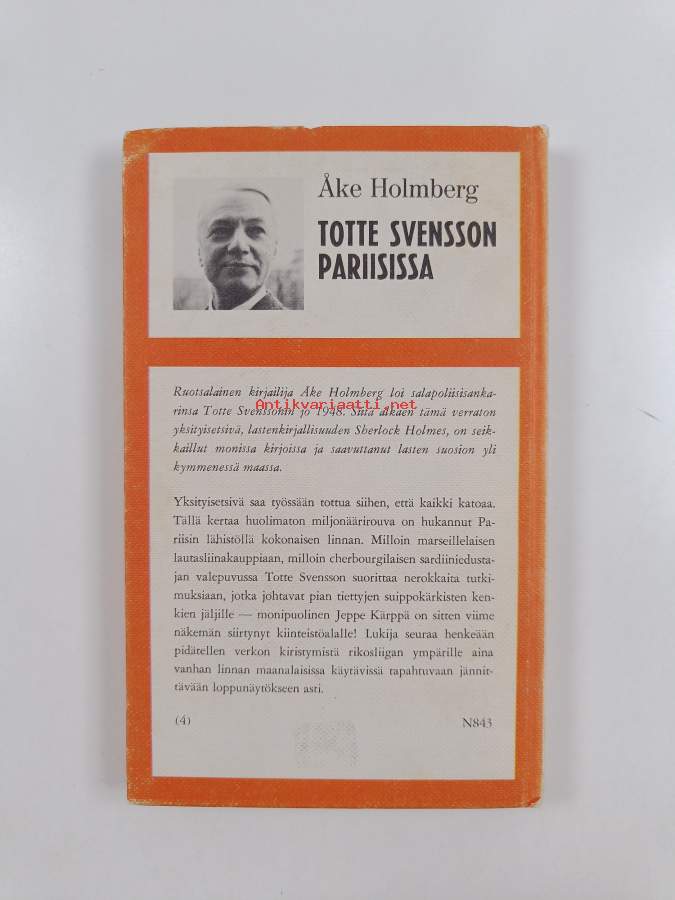 Åke Holmberg
TOTTE SVENSSON
PARIISISSA
Ruotsalainen kirjailija Åke Holmberg loi salapoliisisanka-
rinsa Totte Svenssonin jo 1948. Siitä alkaen tämä verraton
Antikvariaatti.net
yksityisetsivä, lastenkirjallisuuden Sherlock Holmes, on seik-
kaillut monissa kirjoissa ja saavuttanut lasten suosion yli
kymmenessä maassa.
Yksityisetsivä saa työssään tottua siihen, että kaikki katoaa.
Tällä kertaa huolimaton miljonäärirouva on hukannut Pa-
riisin lähistöllä kokonaisen linnan. Milloin marseillelaisen
lautasliinakauppiaan, milloin cherbourgilaisen sardiiniedusta-
jan valepuvussa Totte Svensson suorittaa nerokkaita tutki-
muksiaan, jotka johtavat pian tiettyjen suippokärkisten ken-
kien jäljille — monipuolinen Jeppe Kärppä on sitten viime
näkemän siirtynyt kiinteistöalalle! Lukija seuraa henkeään
pidätellen verkon kiristymistä rikosliigan ympärille aina
vanhan linnan maanalaisissa käytävissä tapahtuvaan jännit-
tävään loppunäytökseen asti.
(4) N843